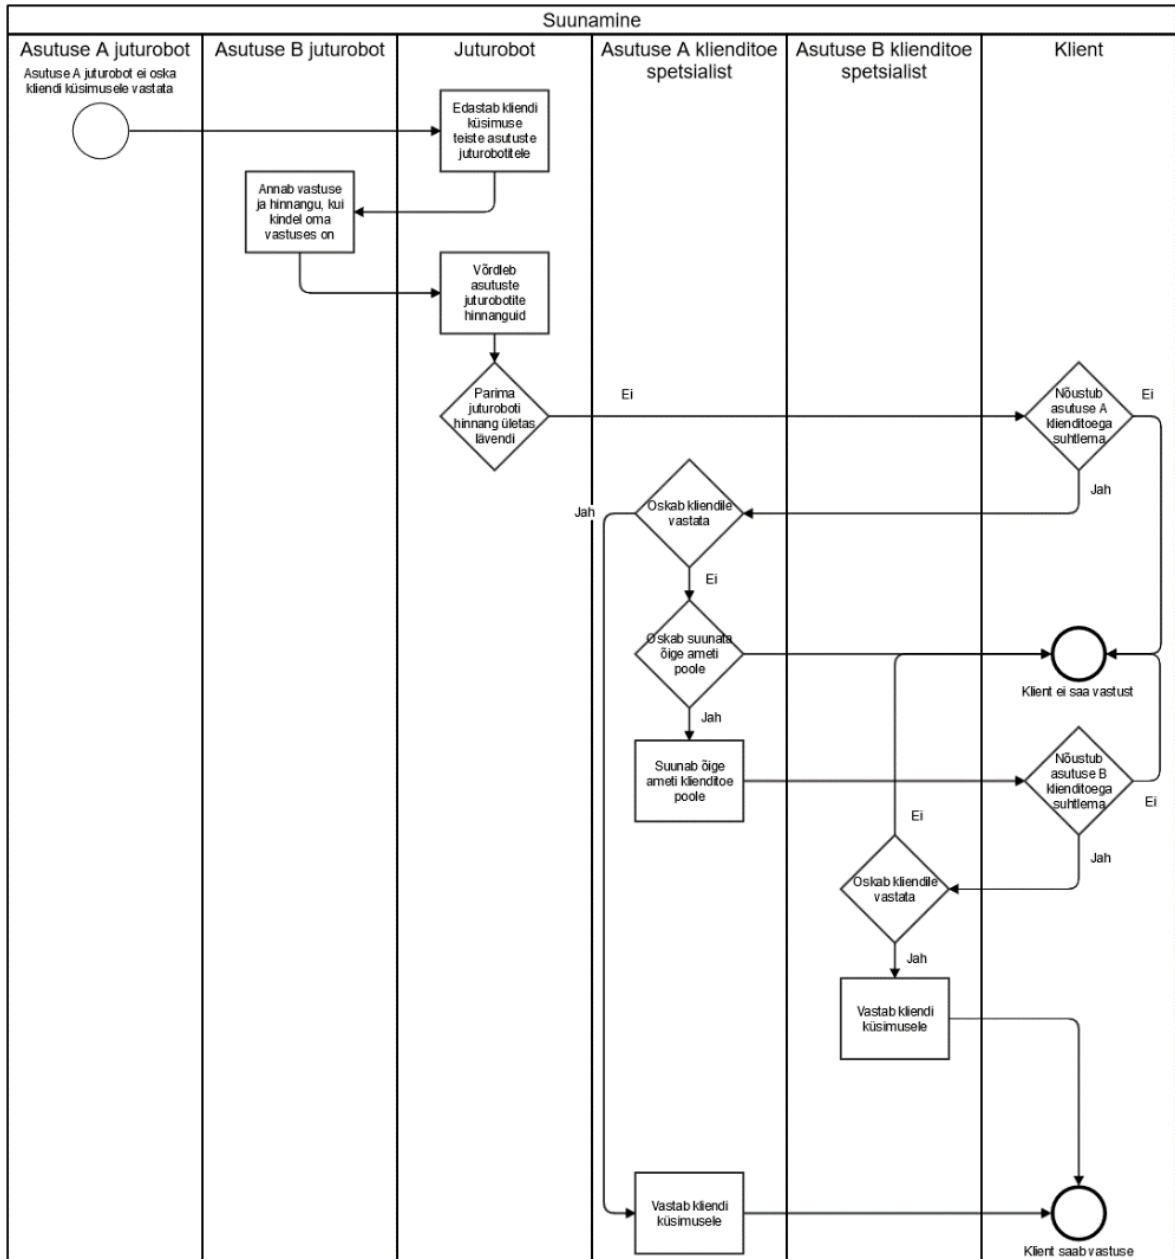 Suunamine
Asutuse A juturobot
Asutuse B juturobot
Juturobot
Asutuse A klienditoe
spetsialist
Asutuse B klienditoe
spetsialist
Klient
Asutuse A juturobot ei oska
kliendi küsimusele vastata
Edastab kliendi
küsimuse
teiste asutuste
juturobotitele
Annab vastuse
ja hinnangu, kui
kindel oma
vastuses on
Võrdleb
asutuste
juturobotite
hinnanguid
Parima
juturoboti
hinnang ületas
lävendi
Ei
Nõustub
asutuse A
klienditoega
suhtlema
Ei
Jah
Jah
Oskab kliendile
vastata
Ei
Oskab suunata
õige ameti
poole
Klient ei saa vastust
Jah
Suunab õige
ameti klienditoe
poole
Nõustub
asutuse B
klienditoega
suhtlema
Ei
Ei
Jah
Oskab kliendile
vastata
Jah
Vastab kliendi
küsimusele
Vastab kliendi
küsimusele
Klient saab vastuse